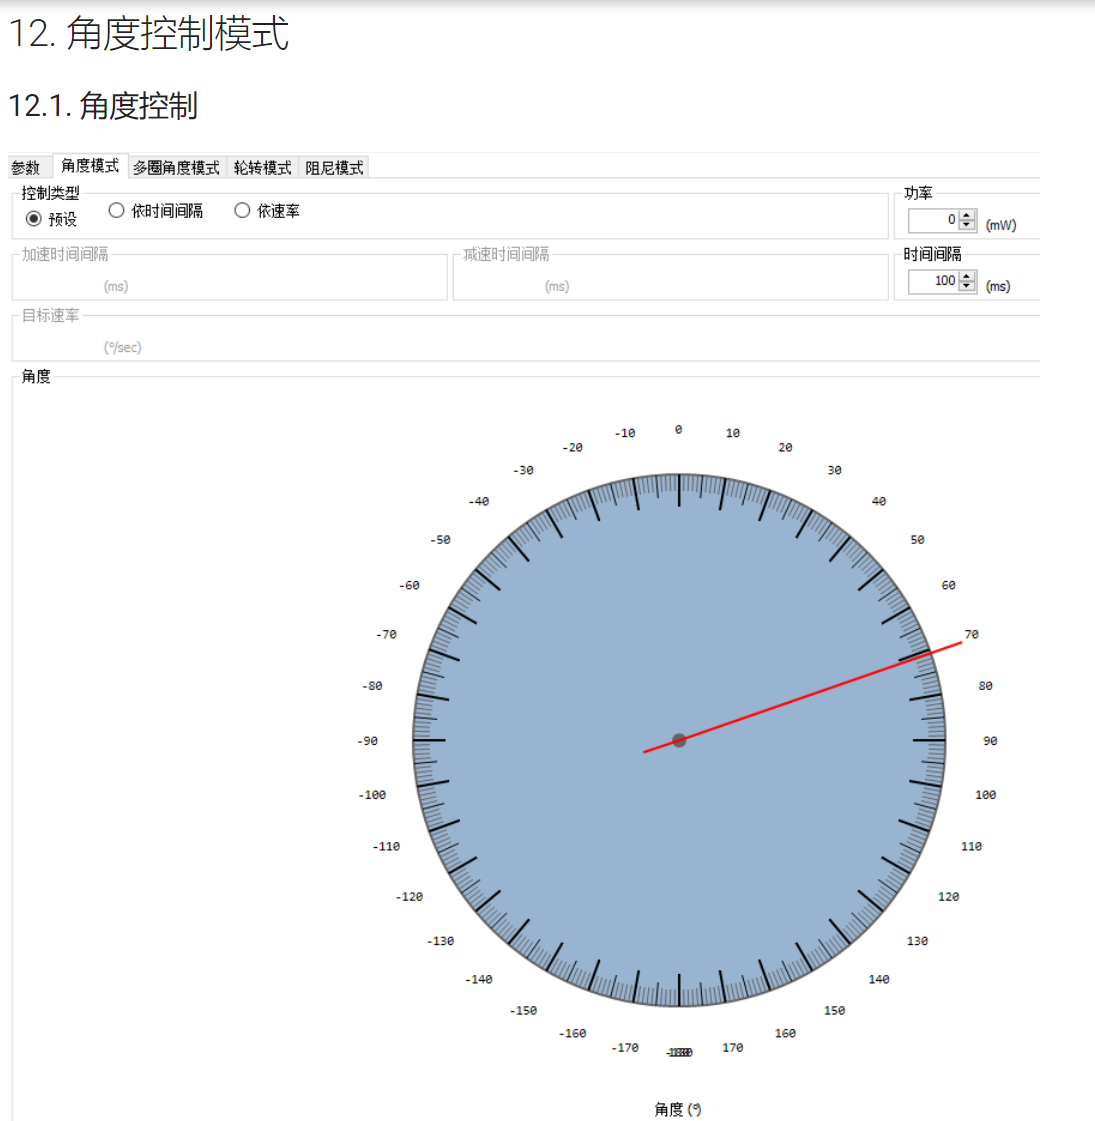 12. 角度控制模式
12.1. 角度控制
参数 角度模式 多圈角度模式 轮转模式 阻尼模式
控制类型 功率
预设 依时间间隔 依速率 0 (mW)
加速时间间隔 减速时间间隔 时间间隔
(ms) (ms) 100 (ms)
目标速率
(°/sec)
角度
-10 0 10
-20 20
-30 30
-40 40
-50 50
-60 60
-70 70
-80 80
-90 90
-100 100
-110 110
-120 120
-130 130
-140 140
-150 150
-160 160
-170 170
角度 (°)